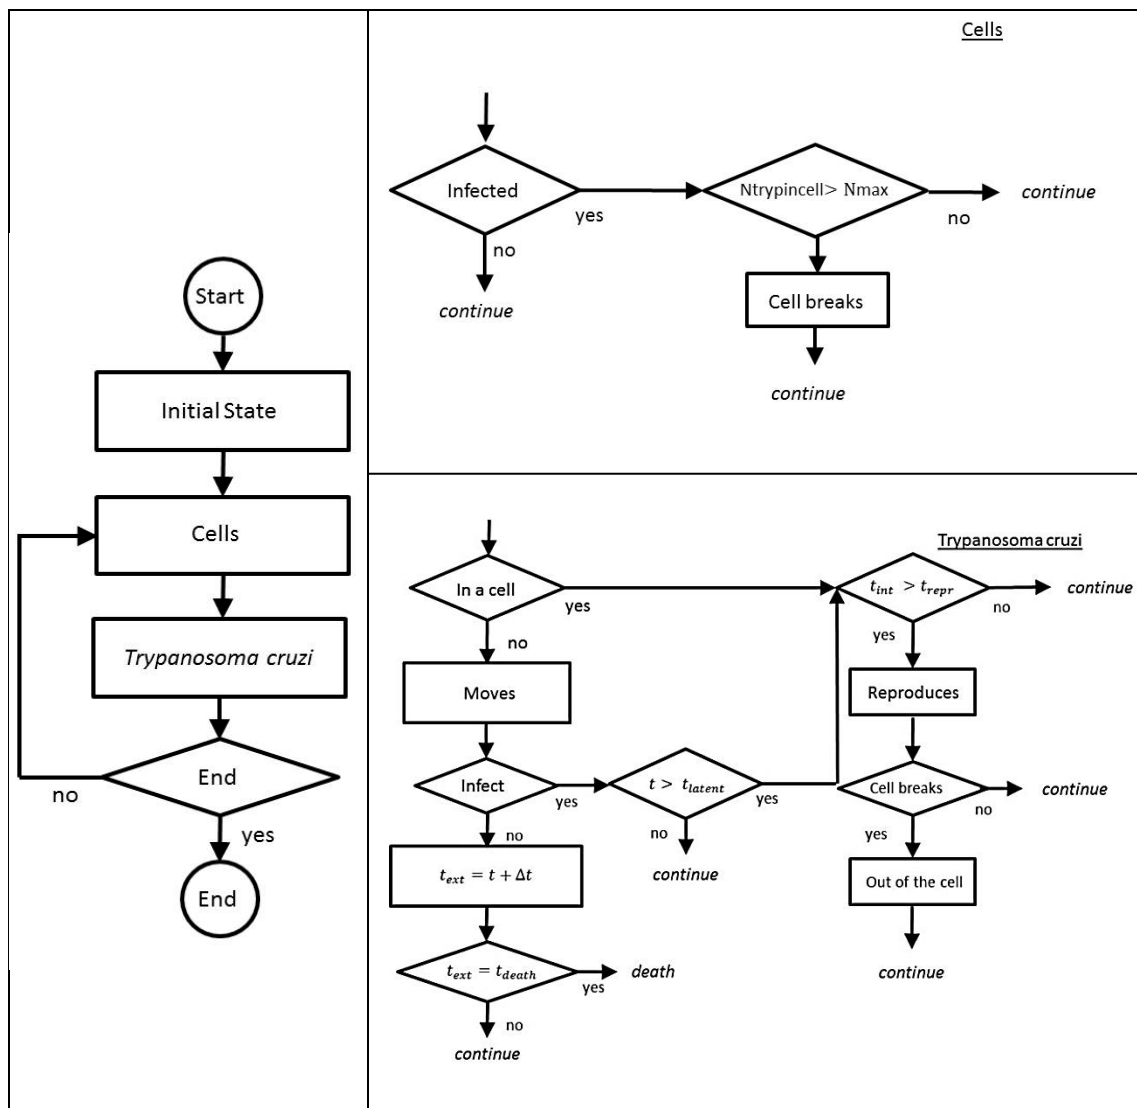 Start
Initial State
Cells
Trypanosoma cruzi
End
no
yes
End
Cells
Infected
yes
no
continue
Ntrypincell> Nmax
no
continue
Cell breaks
continue
Trypanosoma cruzi
In a cell
yes
no
Moves
Infect
yes
no
t > t_latent
yes
no
continue
t_ext = t + Δt
t_ext = t_death
yes
death
no
continue
t_int > t_repr
no
continue
yes
Reproduces
Cell breaks
no
continue
yes
Out of the cell
continue